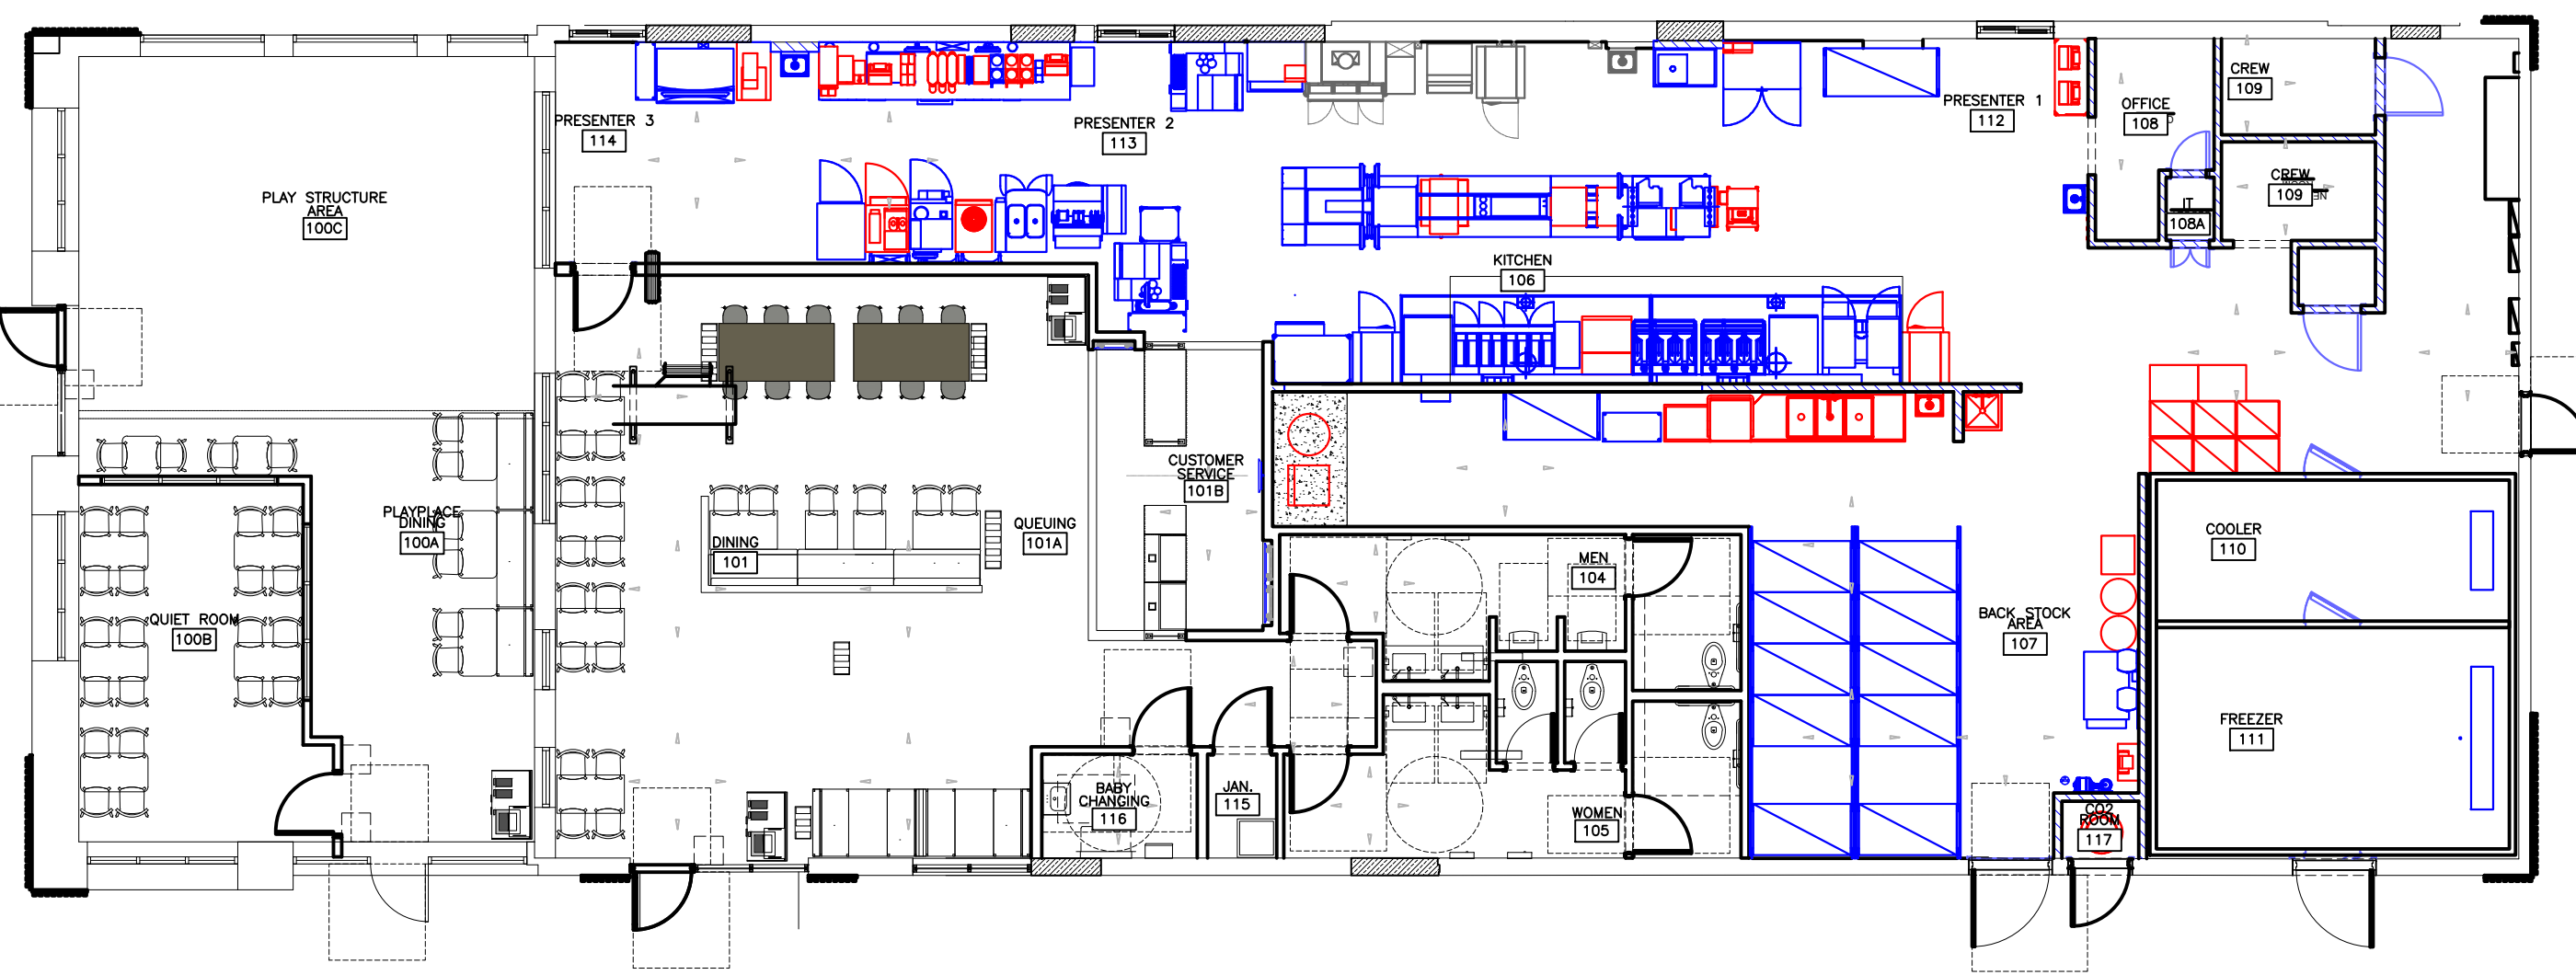 CREW
109
PRESENTER 3
114
PRESENTER 2
113
PRESENTER 1
112
OFFICE
108
PLAY STRUCTURE
AREA
100C
CREW
109
IT
108A
KITCHEN
106
CUSTOMER
SERVICE
101B
PLAYPLACE
DINING
100A
QUEUING
101A
DINING
101
MEN
104
COOLER
110
QUIET ROOM
100B
BACK STOCK
AREA
107
FREEZER
111
BABY
CHANGING
116
JAN.
115
WOMEN
105
CO2
ROOM
117